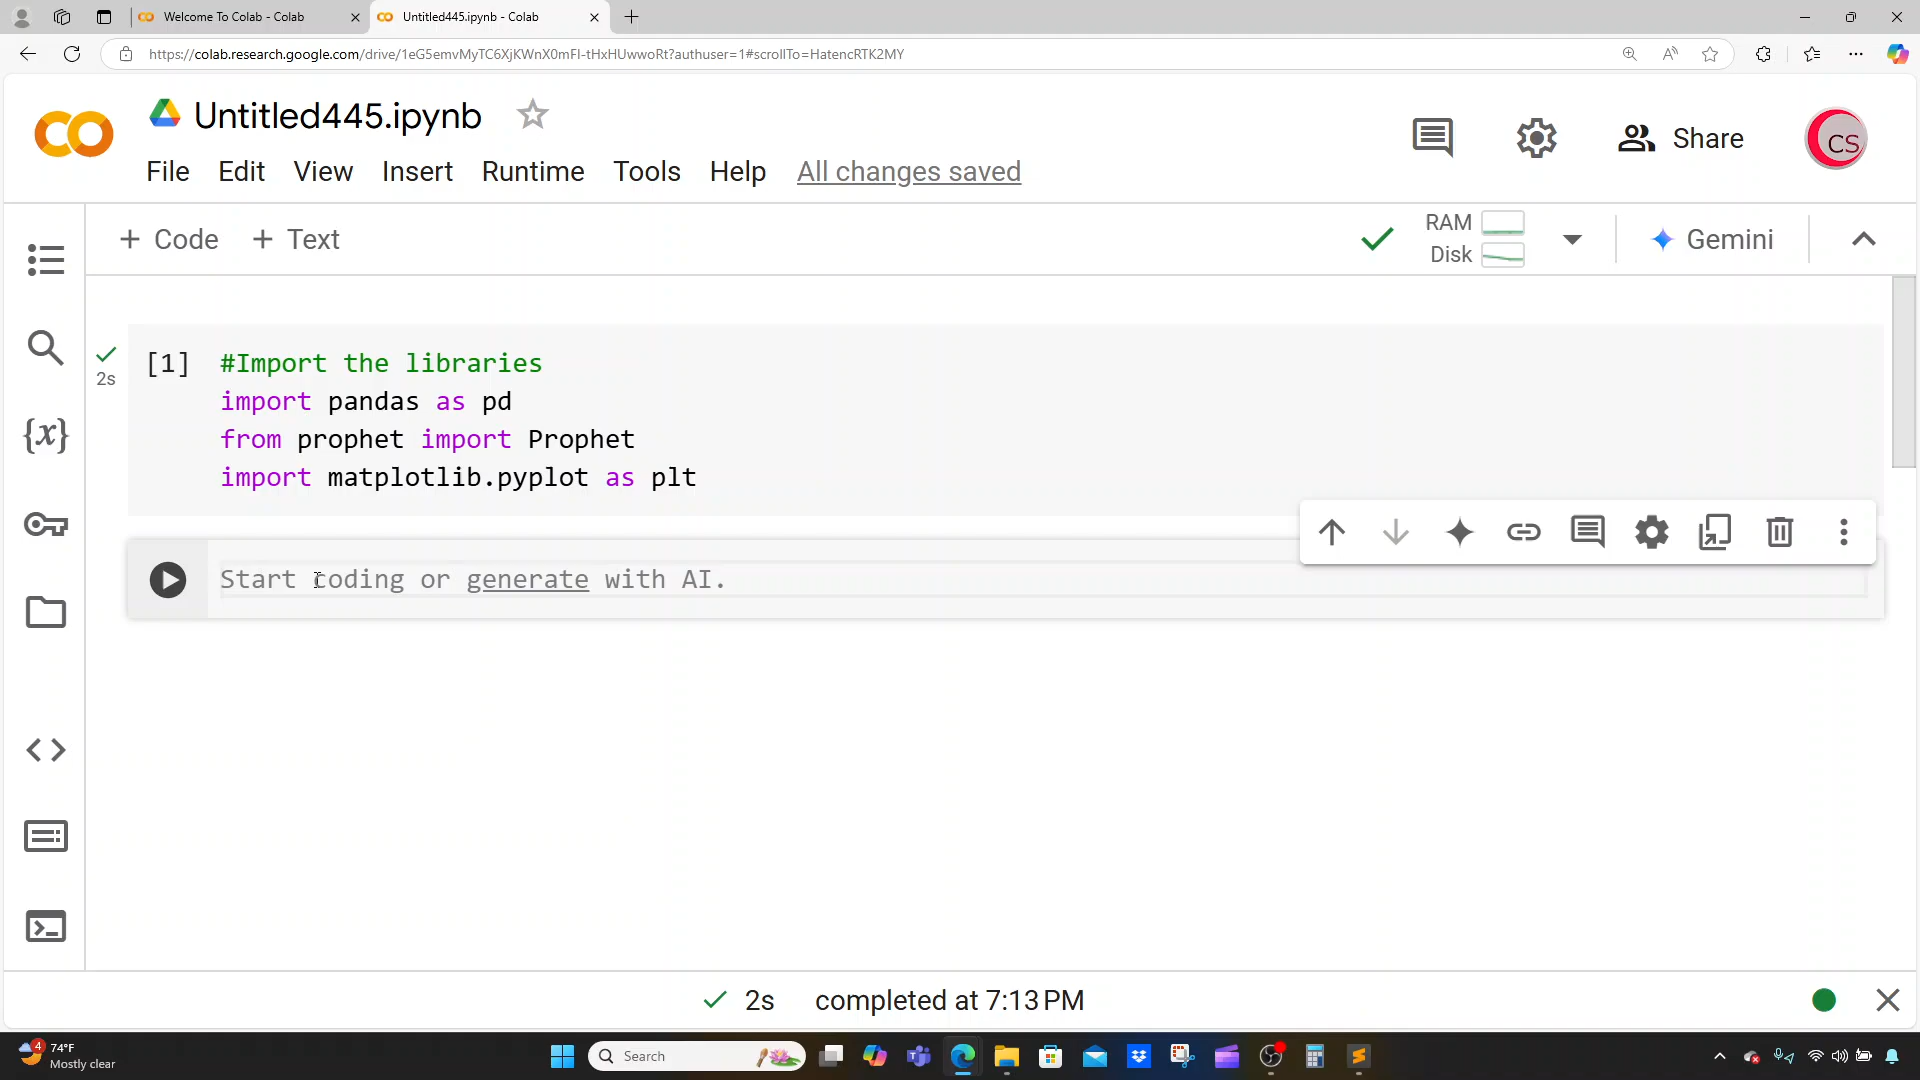 Welcome To Colab - Colab
Untitled445.ipynb - Colab
https://colab.research.google.com/drive/1eG5emvMyTC6XjKWnX0mFI-tHxHUwwoRt?authuser=1#scrollTo=HatencRTK2MY
Untitled445.ipynb
CS
Share
File Edit View Insert Runtime Tools Help All changes saved
+ Code + Text
RAM
Disk
Gemini
[1] #Import the libraries
2s
import pandas as pd
from prophet import Prophet
import matplotlib.pyplot as plt
Start coding or generate with AI.
2s completed at 7:13 PM
4
74°F
Mostly clear
Search